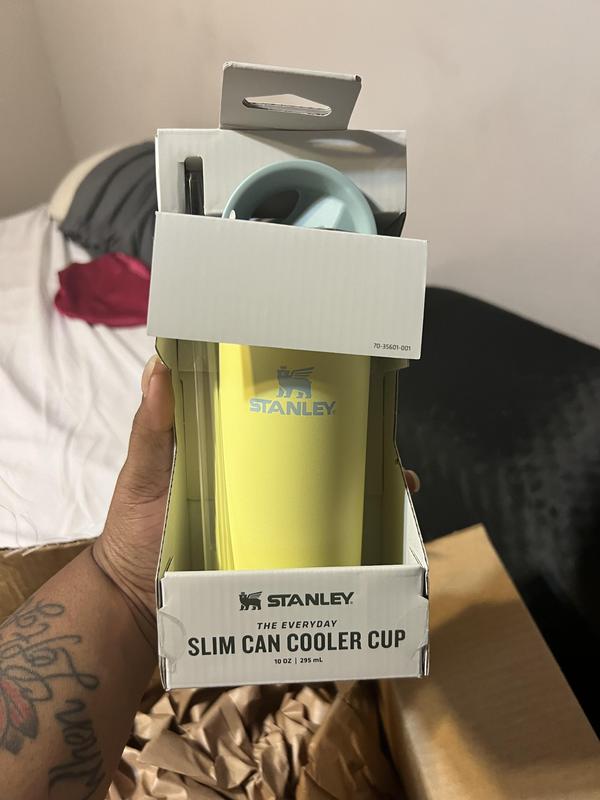 70-35601-001
STANLEY
STANLEY
THE EVERYDAY
SLIM CAN COOLER CUP
10 OZ | 295 mL